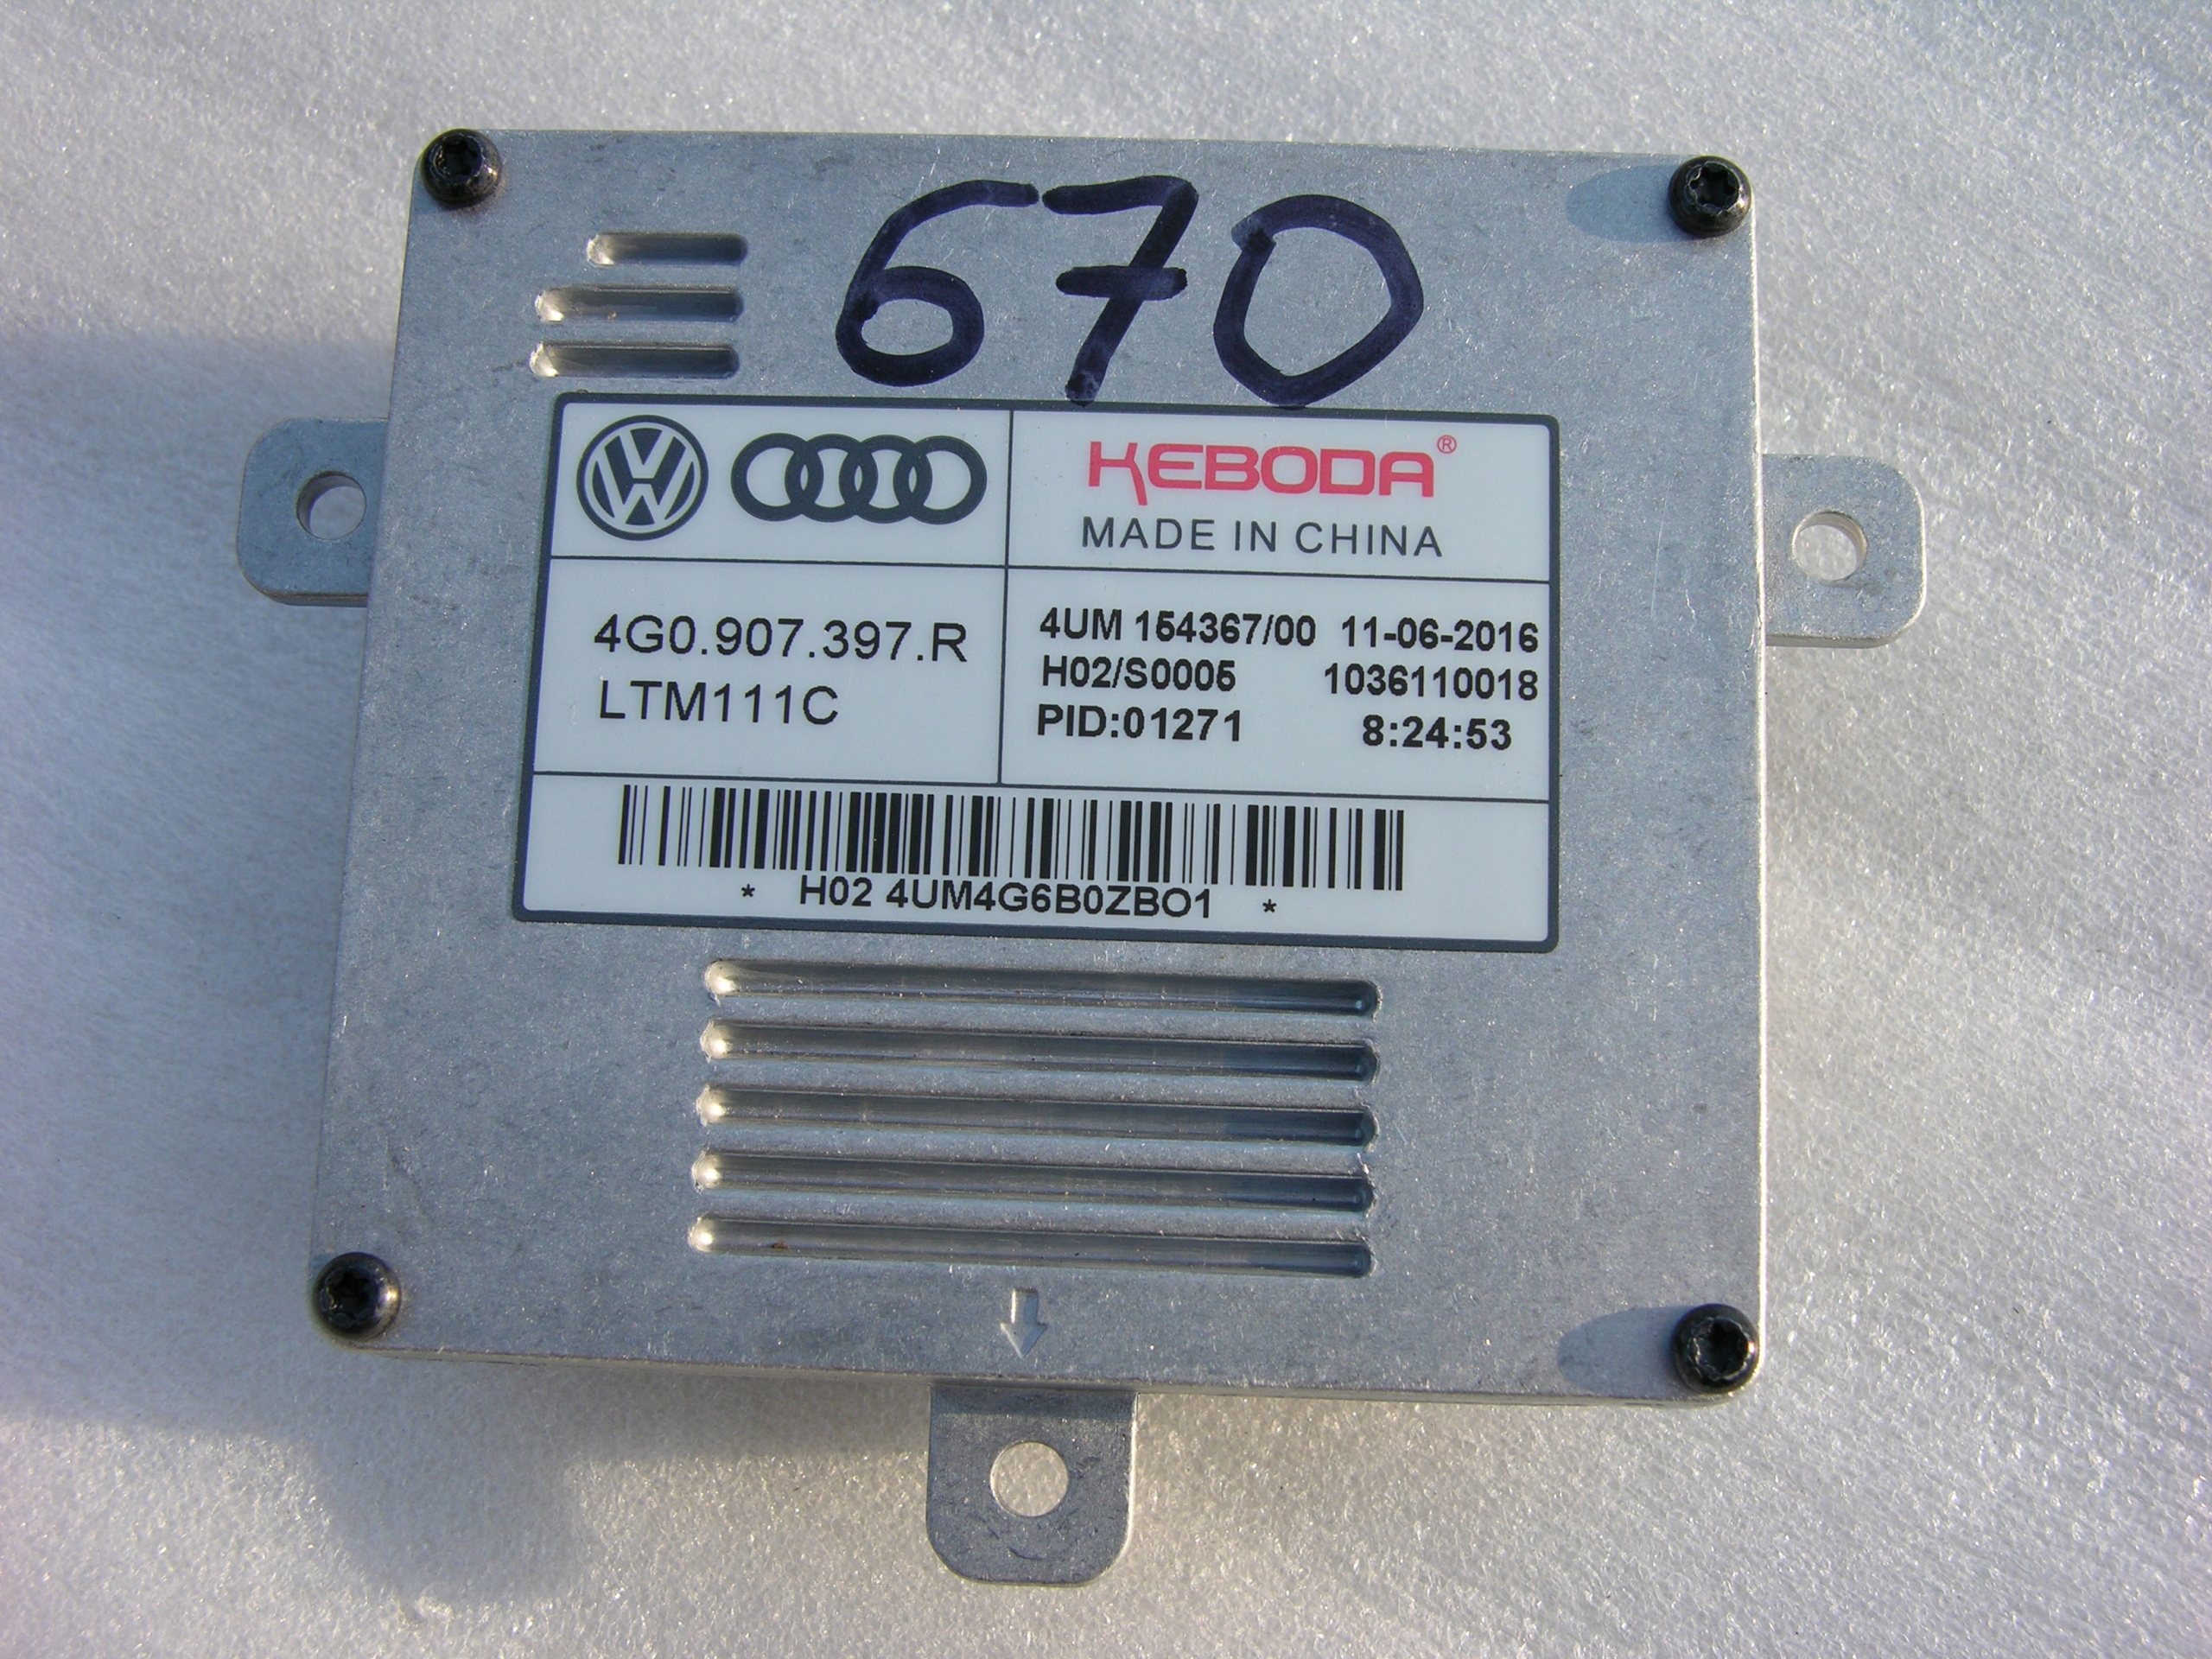 670
KEBODA®
MADE IN CHINA
4G0.907.397.R
LTM111C
4UM 154367/00 11-06-2016
H02/S0005 1036110018
PID:01271 8:24:53
* H02 4UM4G6B0ZBO1 *